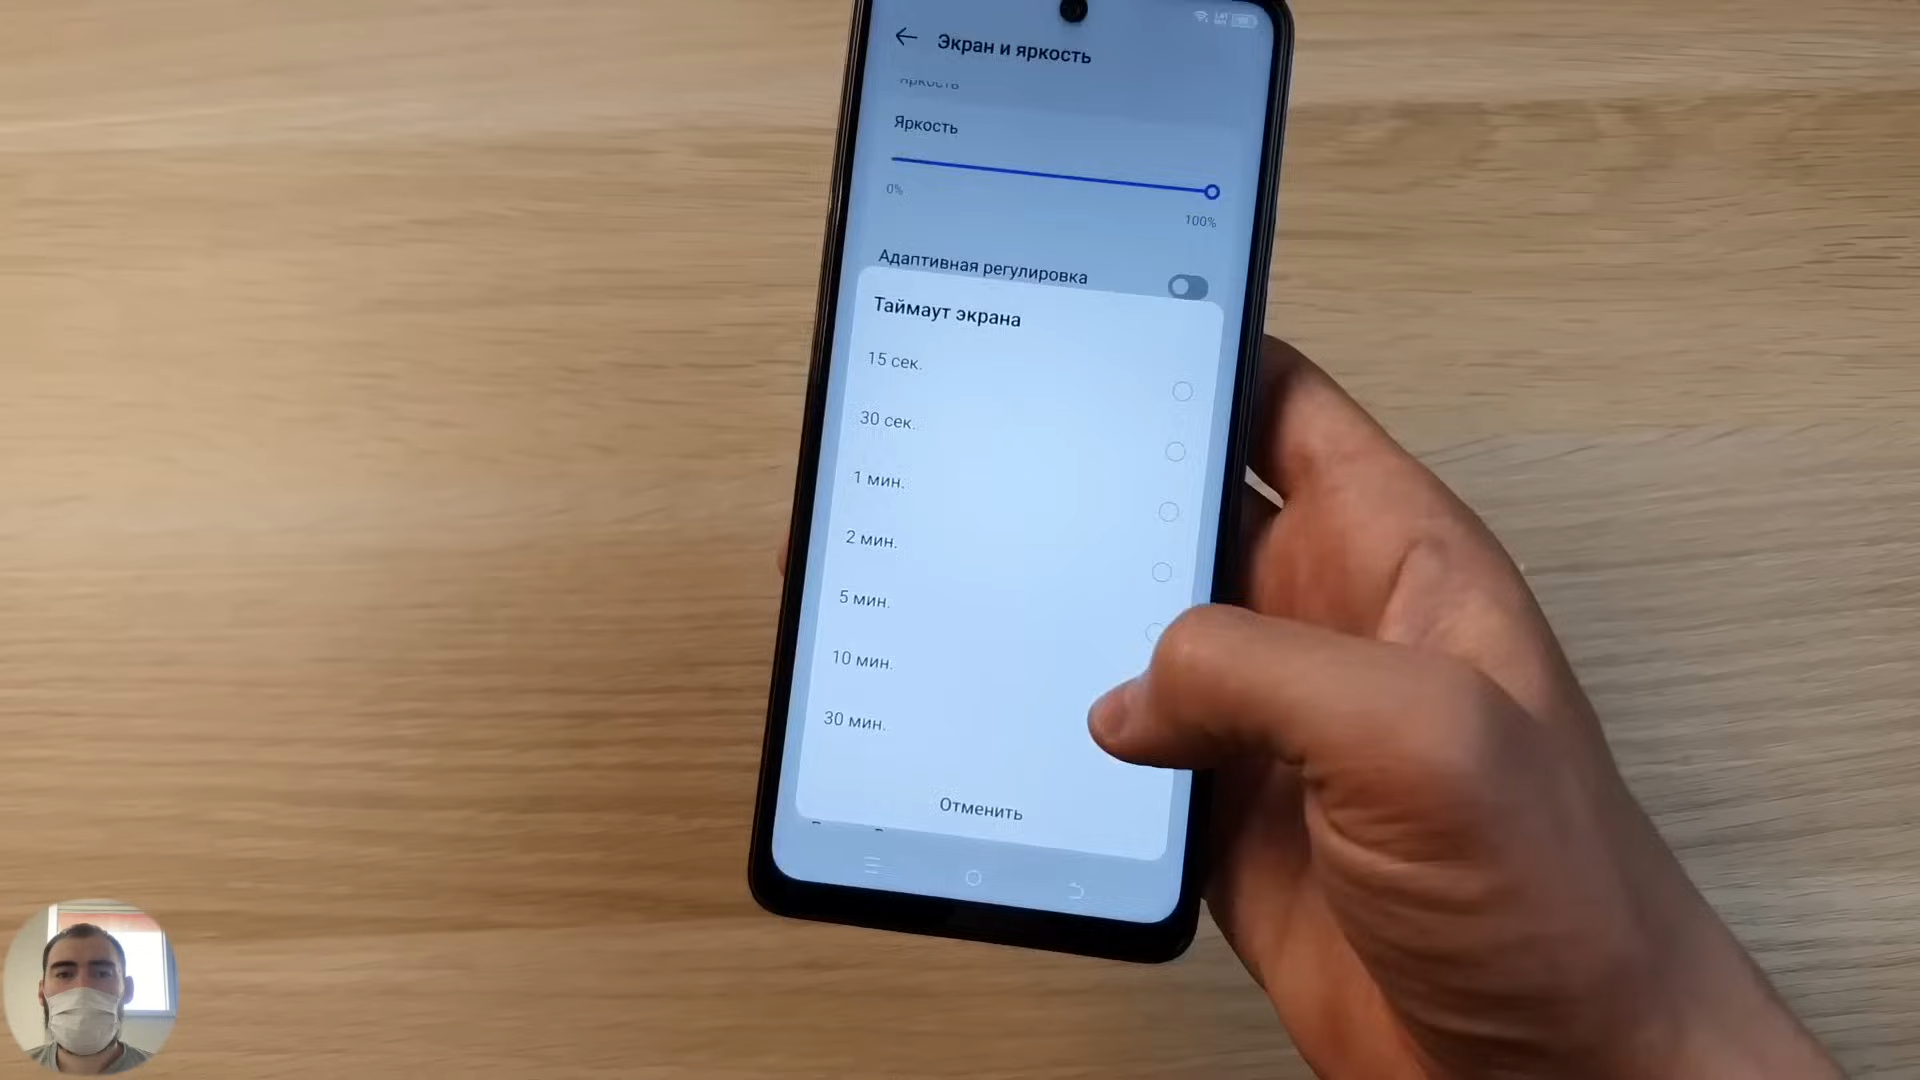 Экран и яркость
Яркость
0%
100%
Адаптивная регулировка
Таймаут экрана
15 сек.
30 сек.
1 мин.
2 мин.
5 мин.
10 мин.
30 мин.
Отменить